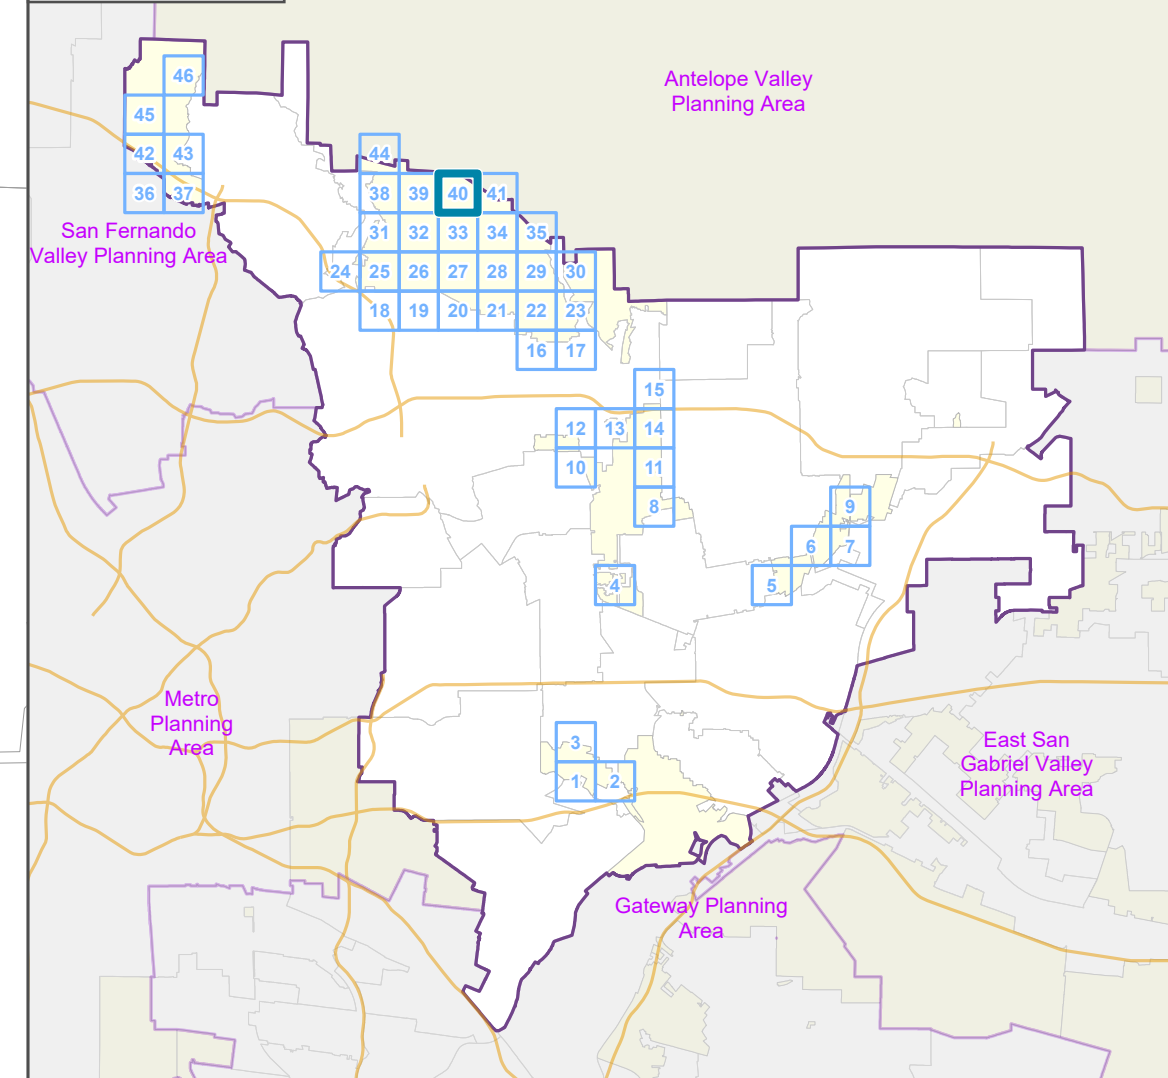 Antelope Valley
Planning Area
46
45
42 43
36 37
44
38 39 40 41
31 32 33 34 35
24 25 26 27 28 29 30
18 19 20 21 22 23
16 17
San Fernando
Valley Planning Area
15
12 13 14
10 11
8
9
6 7
5
4
Metro
Planning
Area
3
1 2
East San
Gabriel Valley
Planning Area
Gateway Planning
Area